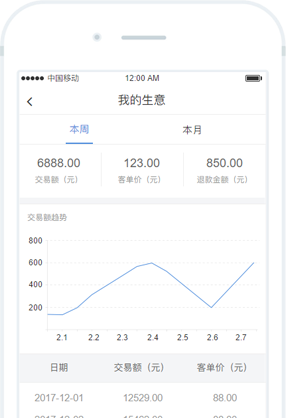 中国移动 12:00 AM
我的生意
本周 本月
6888.00 123.00 850.00
交易额（元） 客单价（元） 退款金额（元）
交易额趋势
800
600
400
200
2.1 2.2 2.3 2.4 2.5 2.6 2.7
日期 交易额（元） 客单价（元）
2017-12-01 12529.00 88.00